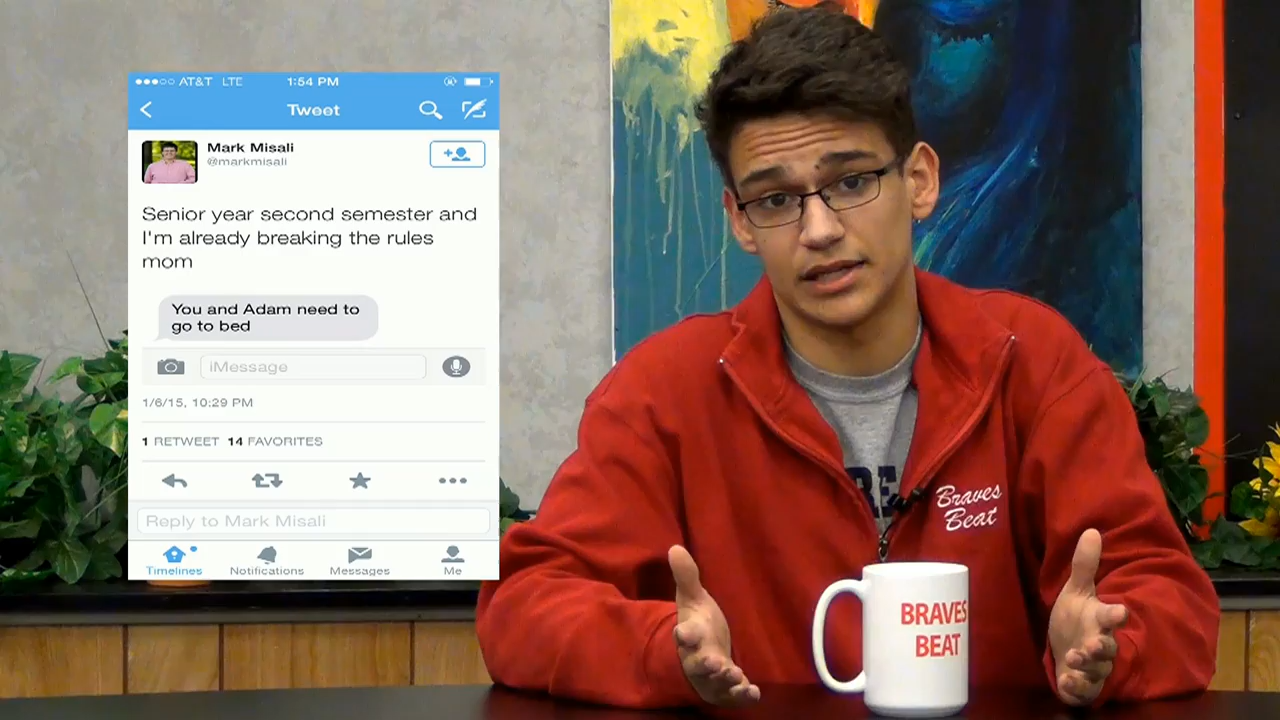 AT&T LTE 1:54 PM
Tweet
Mark Misali
@markmisali
Senior year second semester and
I'm already breaking the rules
mom
You and Adam need to
go to bed
iMessage
1/6/15, 10:29 PM
1 RETWEET 14 FAVORITES
Reply to Mark Misali
Timelines Notifications Messages Me
Braves
Beat
BRAVES
BEAT